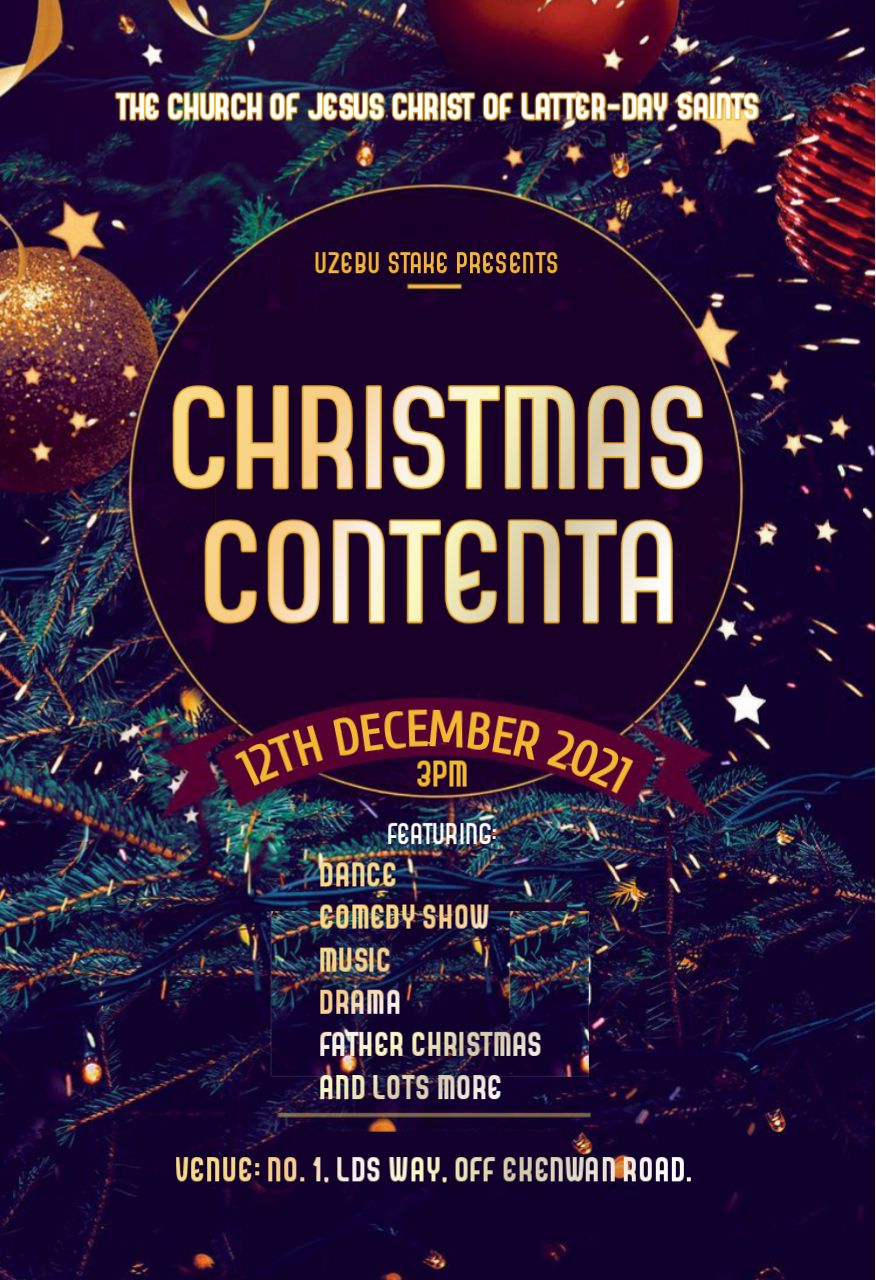 THE CHURCH OF JESUS CHRIST OF LATTER-DAY SAINTS
UZEBU STAKE PRESENTS
CHRISTMAS
CONTENTA
12TH DECEMBER 2021
3PM
FEATURING:
DANCE
COMEDY SHOW
MUSIC
DRAMA
FATHER CHRISTMAS
AND LOTS MORE
VENUE: NO. 1, LDS WAY, OFF EKENWAN ROAD.